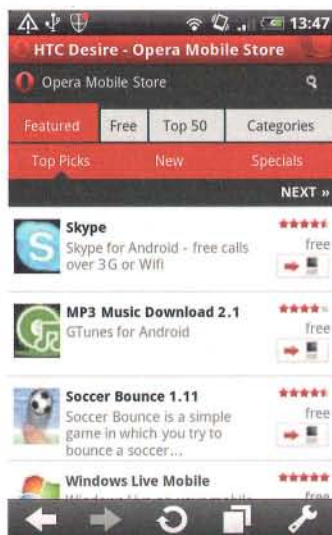 13:47
HTC Desire - Opera Mobile Store
Opera Mobile Store
Featured Free Top 50 Categories
Top Picks New Specials
NEXT »
Skype
Skype for Android - free calls
over 3G or Wifi
free
MP3 Music Download 2.1
GTunes for Android
free
Soccer Bounce 1.11
Soccer Bounce is a simple
game in which you try to
bounce a soccer...
free
Windows Live Mobile
free